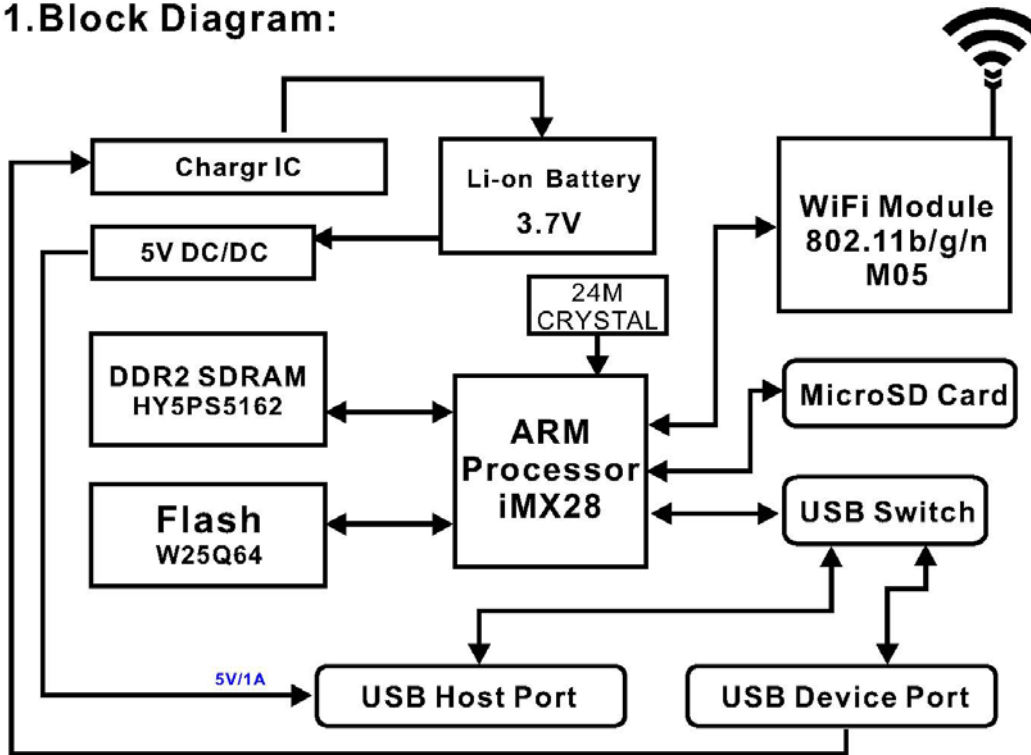 1.Block Diagram:
Chargr IC
Li-on Battery
3.7V
WiFi Module
802.11b/g/n
M05
5V DC/DC
24M
CRYSTAL
DDR2 SDRAM
HY5PS5162
ARM
Processor
iMX28
MicroSD Card
Flash
W25Q64
USB Switch
5V/1A
USB Host Port
USB Device Port